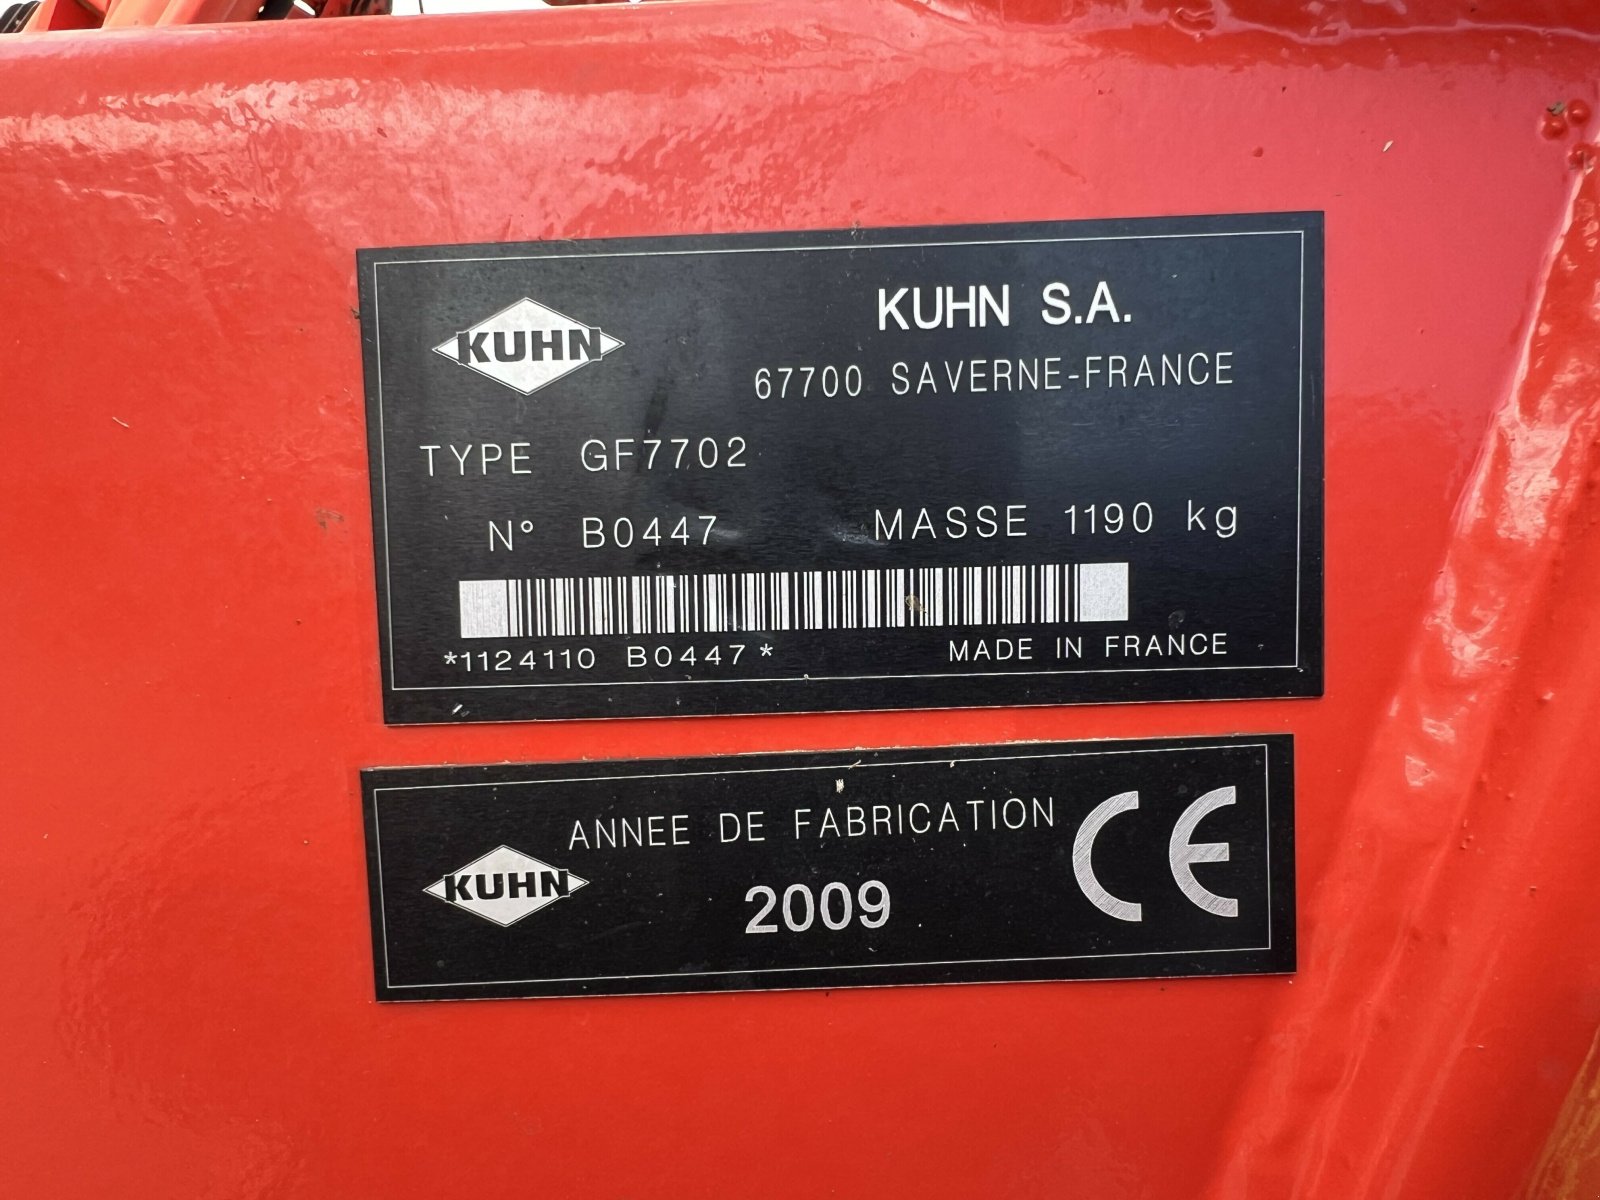 KUHN
KUHN S.A.
67700 SAVERNE-FRANCE
TYPE GF7702
N° B0447 MASSE 1190 kg
*1124110 B0447*
MADE IN FRANCE
ANNEE DE FABRICATION
KUHN
2009
CE